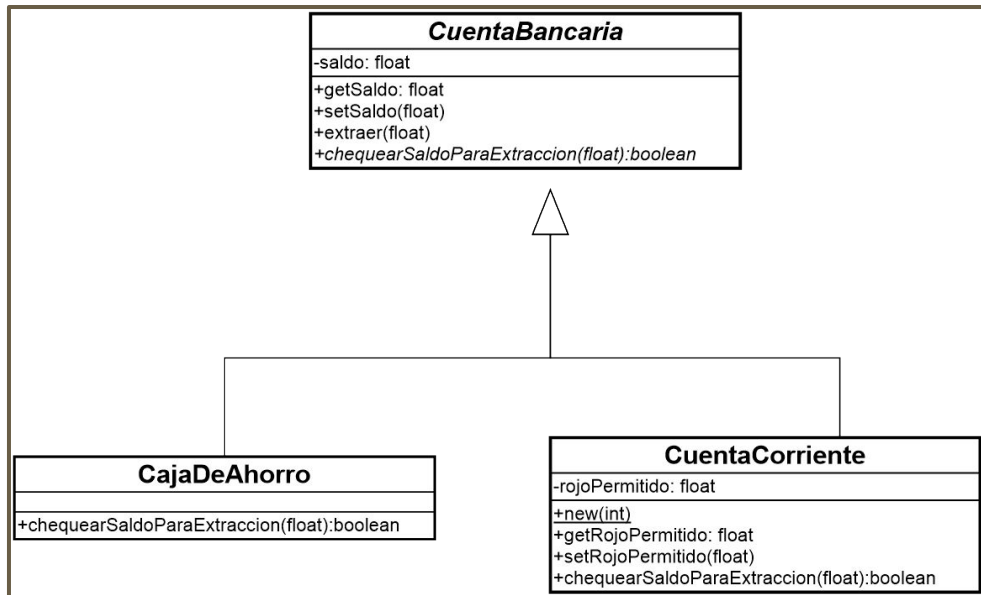 CuentaBancaria
-saldo: float
+getSaldo: float
+setSaldo(float)
+extraer(float)
+chequearSaldoParaExtraccion(float):boolean
CajaDeAhorro
+chequearSaldoParaExtraccion(float):boolean
CuentaCorriente
-rojoPermitido: float
+new(int)
+getRojoPermitido: float
+setRojoPermitido(float)
+chequearSaldoParaExtraccion(float):boolean